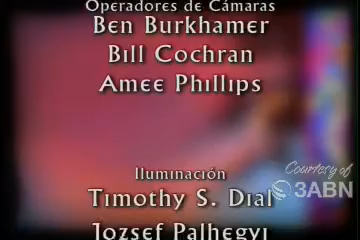 Operadores de Cámaras
Ben Burkhamer
Bill Cochran
Amee Phillips
Iluminación
Timothy S. Dial
Jozsef Palhegyi
Courtesy of
3ABN